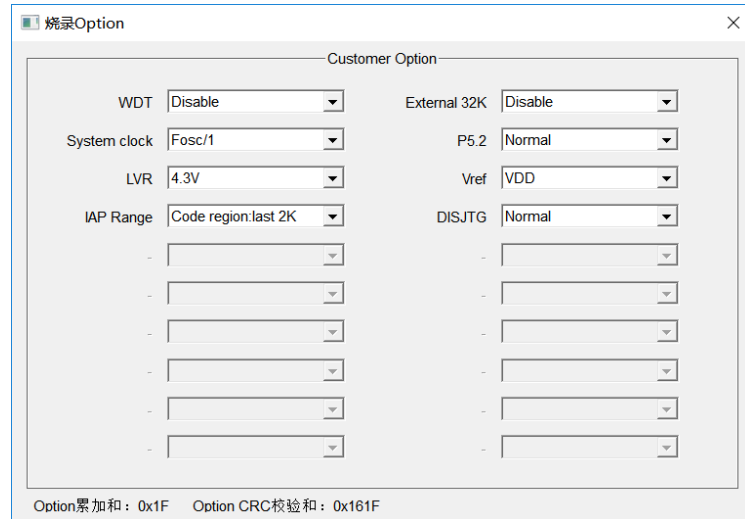 烧录Option
Customer Option
WDT Disable External 32K Disable
System clock Fosc/1 P5.2 Normal
LVR 4.3V Vref VDD
IAP Range Code region:last 2K DISJTG Normal
- -
- -
- -
- -
- -
- -
Option累加和：0x1F Option CRC校验和：0x161F